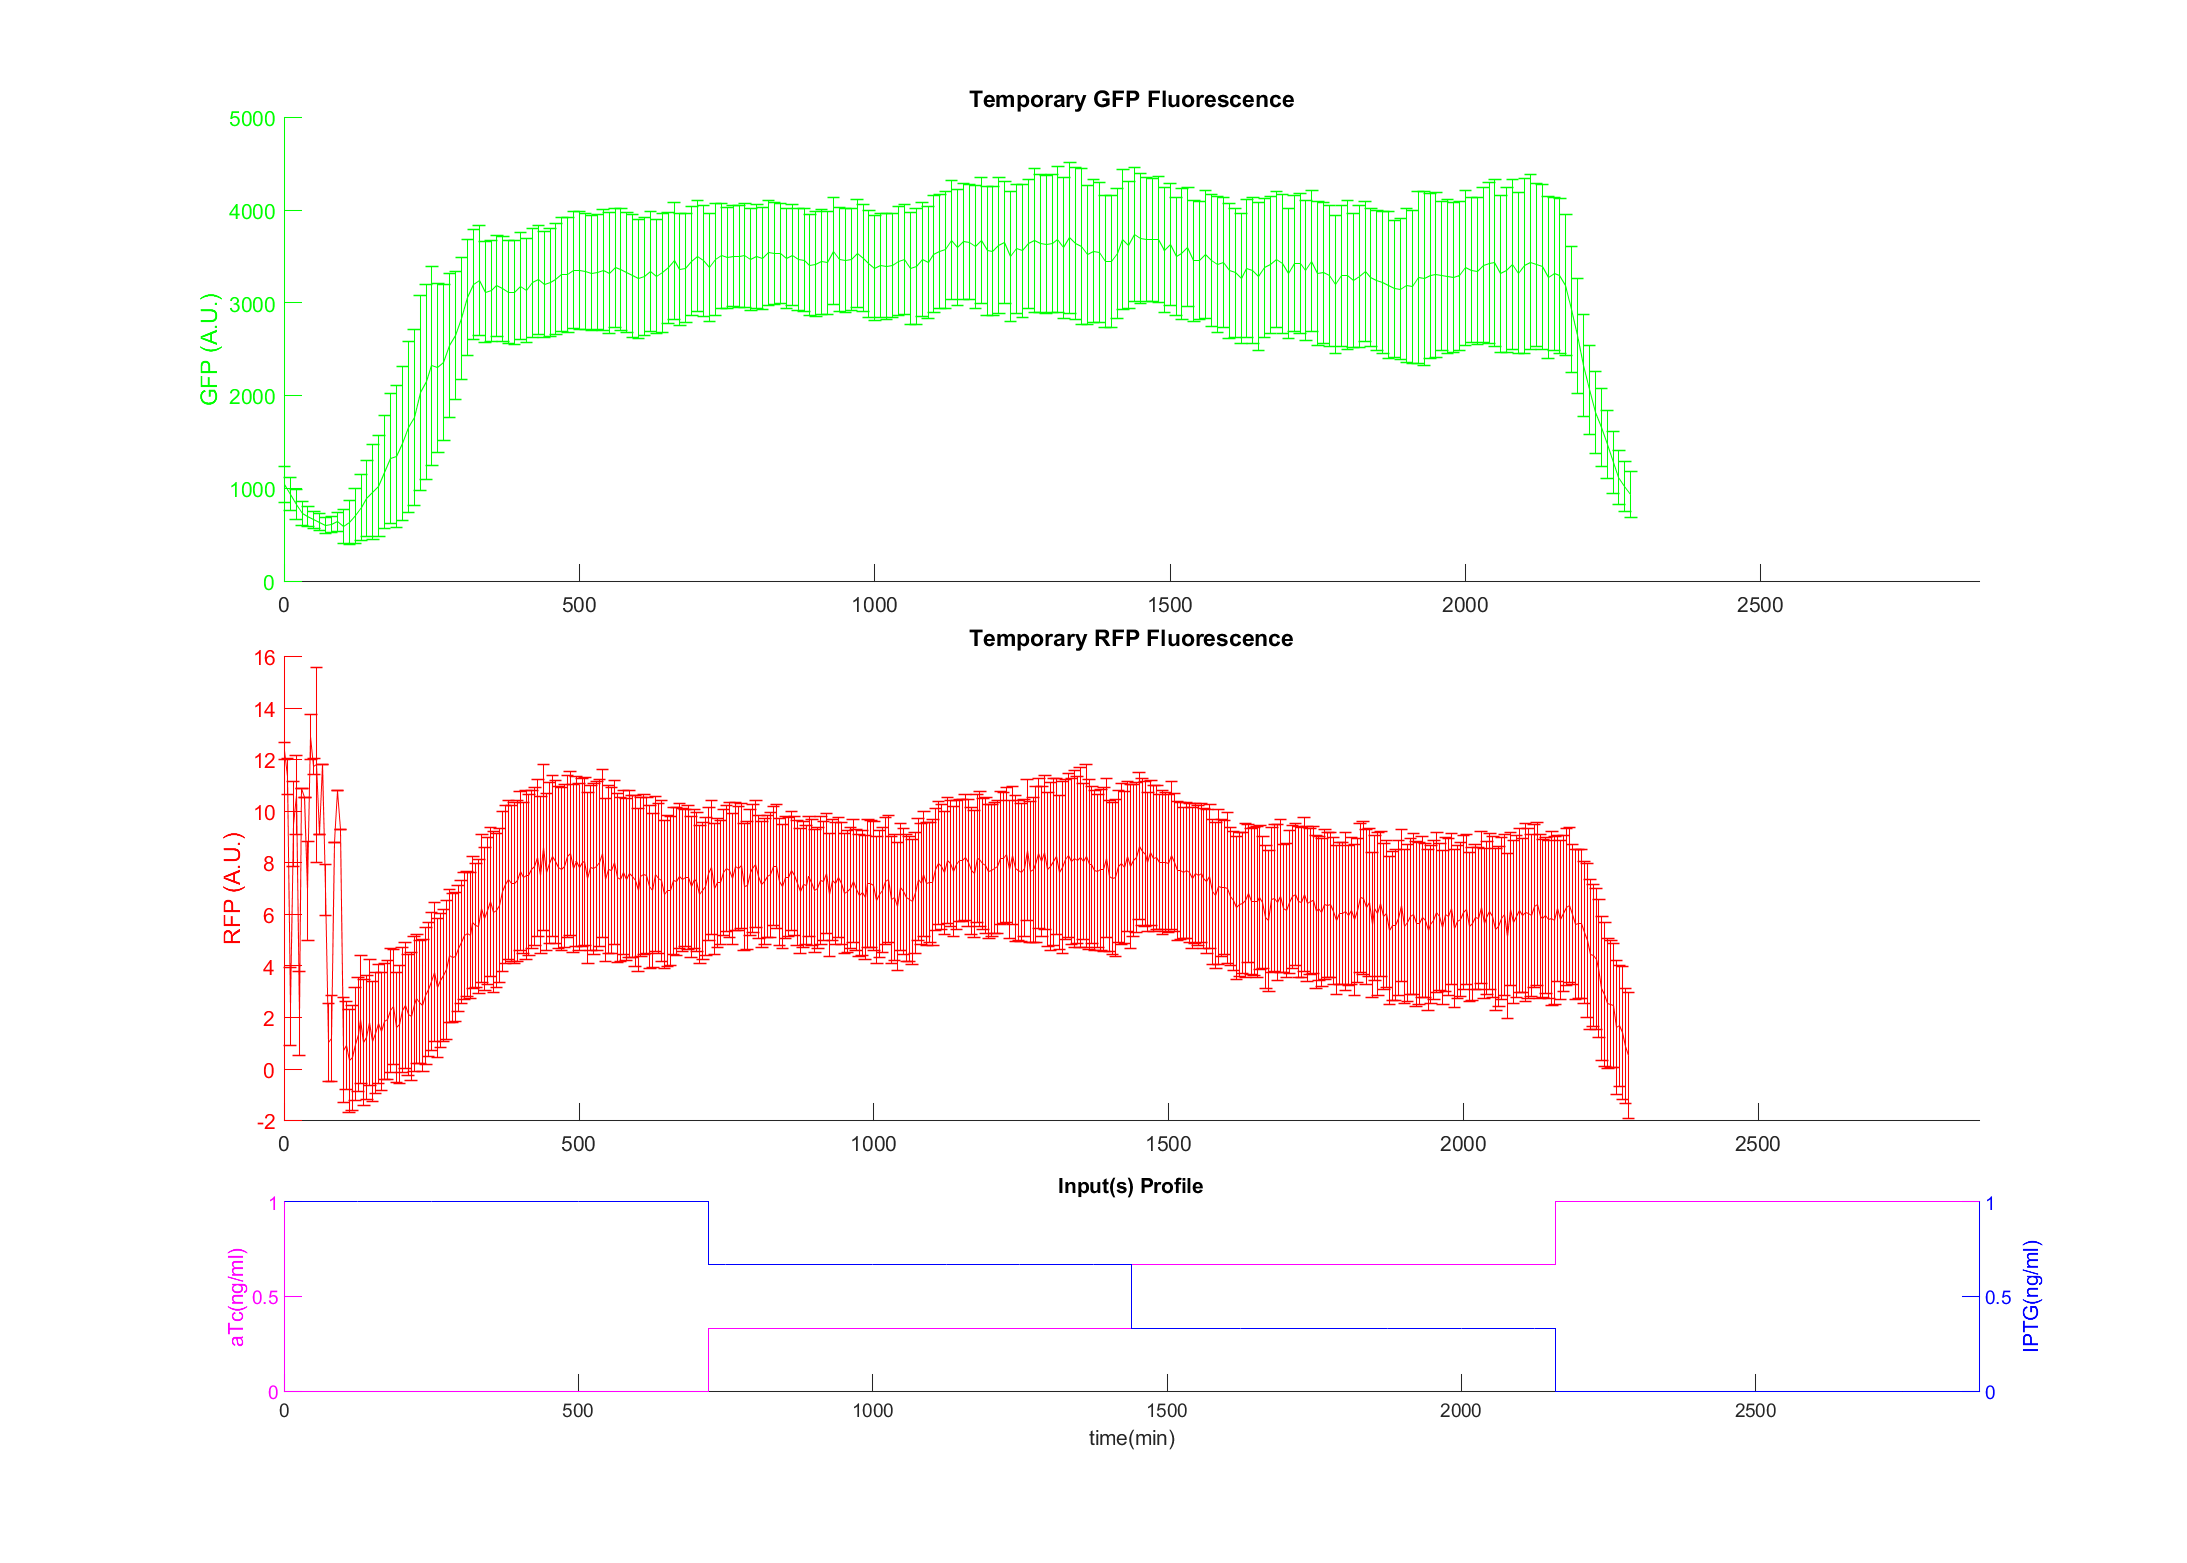 Temporary GFP Fluorescence
GFP (A.U.)
5000
4000
3000
2000
1000
0
0 500 1000 1500 2000 2500
Temporary RFP Fluorescence
RFP (A.U.)
16
14
12
10
8
6
4
2
0
-2
0 500 1000 1500 2000 2500
Input(s) Profile
aTc(ng/ml)
1
0.5
0
1
0.5
0
IPTG(ng/ml)
0 500 1000 1500 2000 2500
time(min)